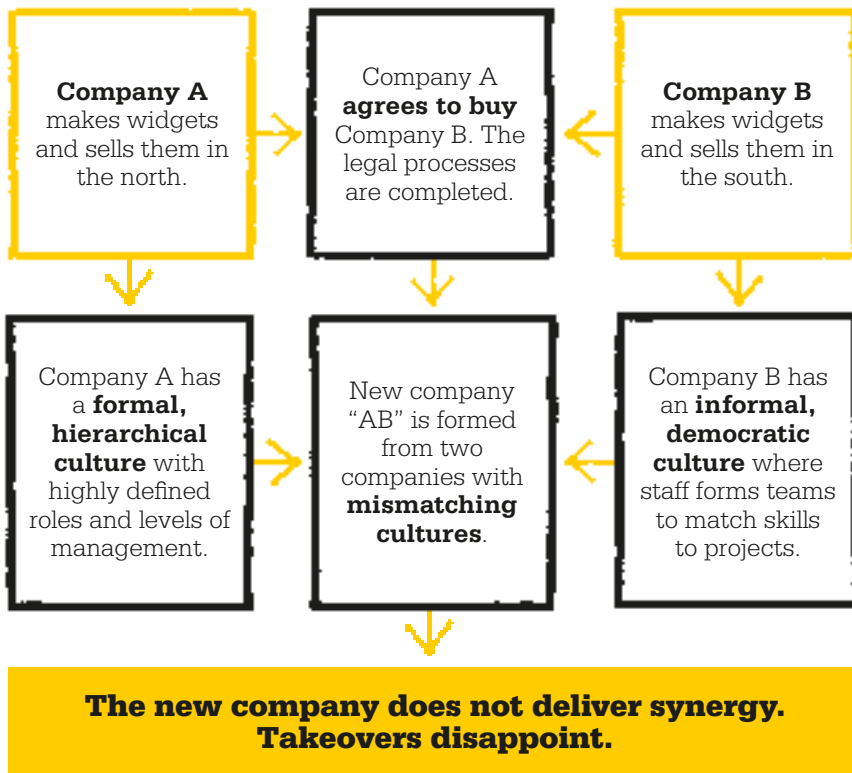 Company A
makes widgets
and sells them in
the north.
Company A
agrees to buy
Company B. The
legal processes
are completed.
Company B
makes widgets
and sells them in
the south.
Company A has
a formal,
hierarchical
culture with
highly defined
roles and levels of
management.
New company
“AB” is formed
from two
companies with
mismatching
cultures.
Company B has
an informal,
democratic
culture where
staff forms teams
to match skills
to projects.
The new company does not deliver synergy.
Takeovers disappoint.